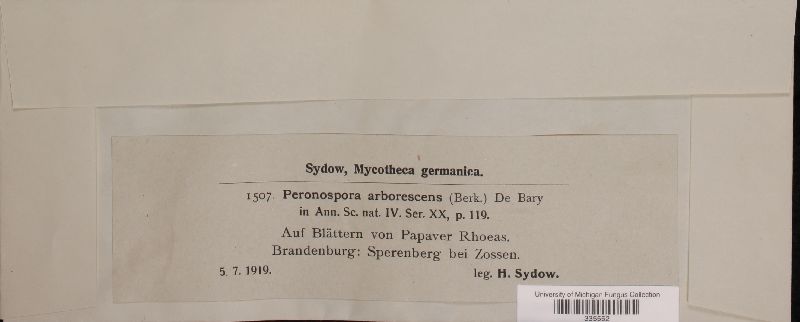 Sydow, Mycotheca germanica.
1507. Peronospora arborescens (Berk.) De Bary
in Ann. Sc. nat. IV. Ser. XX, p. 119.
Auf Blättern von Papaver Rhoeas.
Brandenburg: Sperenberg bei Zossen.
5. 7. 1919. leg. H. Sydow.
University of Michigan Fungus Collection
335552